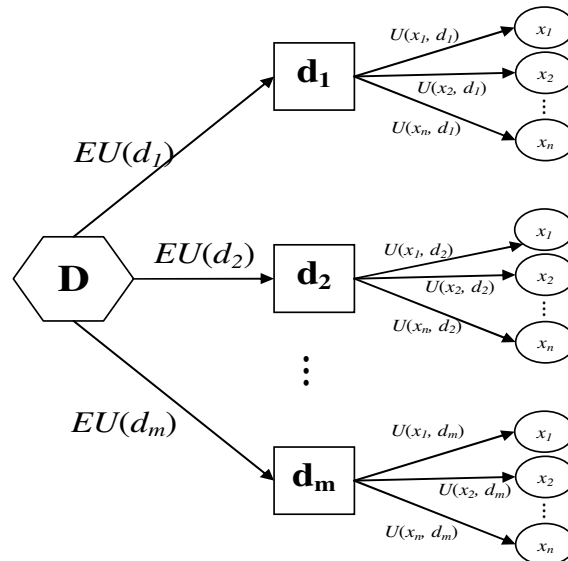 U(x₁, d₁)
x₁
d₁
U(x₂, d₁)
x₂
⋮
U(xₙ, d₁)
xₙ
EU(d₁)
D
EU(d₂)
d₂
U(x₁, d₂)
x₁
U(x₂, d₂)
x₂
⋮
U(xₙ, d₂)
xₙ
⋮
EU(dₘ)
dₘ
U(x₁, dₘ)
x₁
U(x₂, dₘ)
x₂
⋮
U(xₙ, dₘ)
xₙ